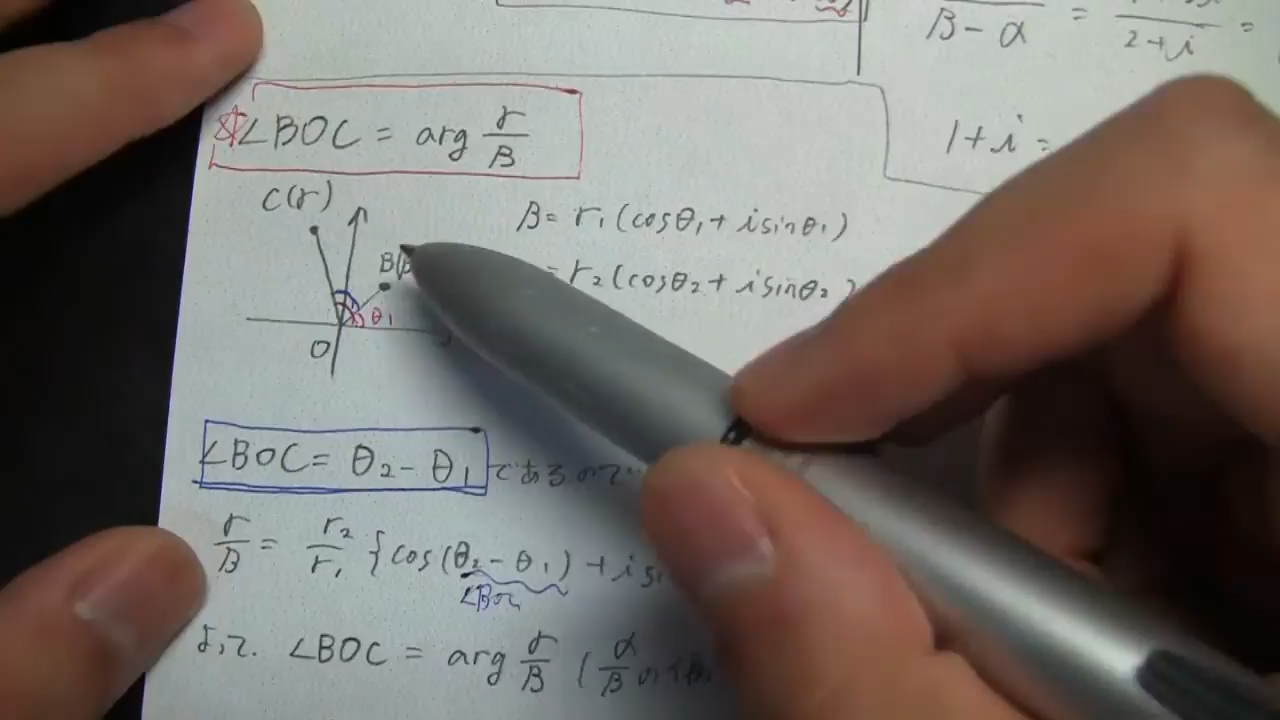 B-α = 2+i =
1+i=
∠BOC = arg γ/β
C(γ)
β = r₁(cosθ₁+isinθ₁)
B(β
= r₂(cosθ₂+isinθ₂)
θ₁
O
∠BOC = θ₂-θ₁ であるので
γ/β = r₂/r₁ {cos(θ₂-θ₁)+i si
∠BOC
よって. ∠BOC = arg γ/β (α/β の